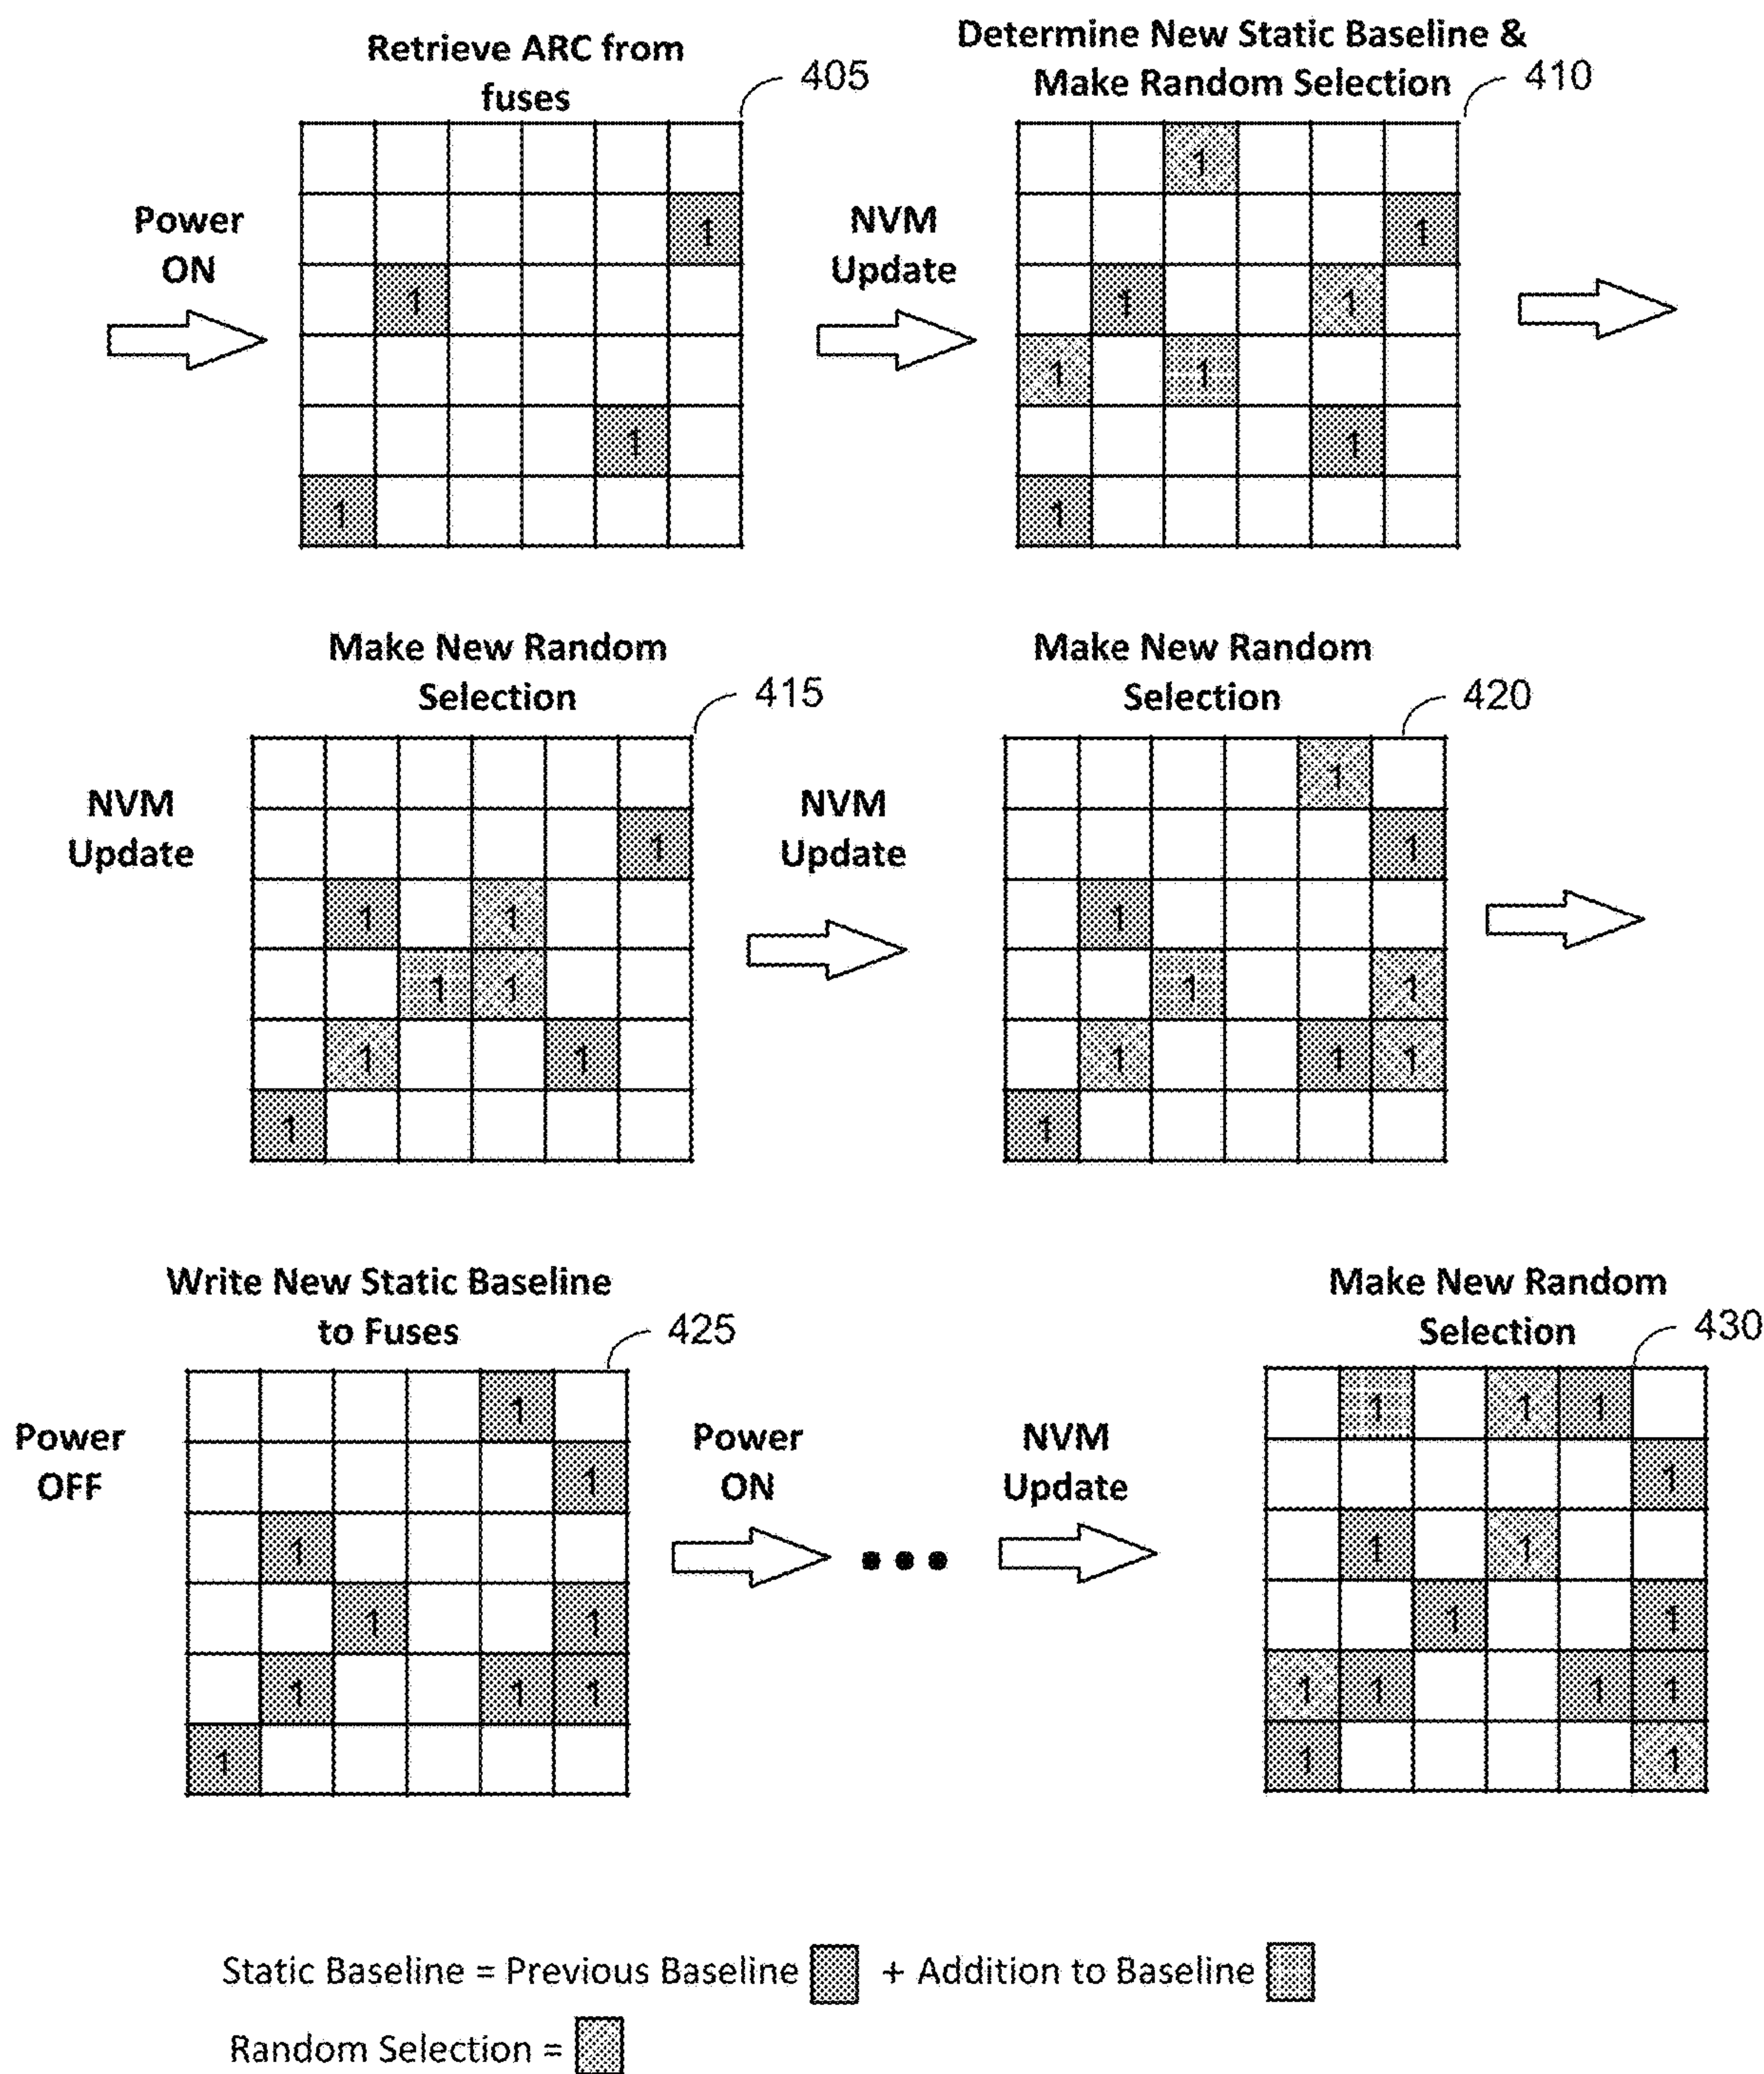 Retrieve ARC from
fuses
405
Determine New Static Baseline &
Make Random Selection
410
Power
ON
NVM
Update
1
1 1
1 1 1
1 1 1
1 1 1
Make New Random
Selection
415
Make New Random
Selection
420
NVM
Update
NVM
Update
1
1 1
1 1 1
1 1 1 1
1 1 1 1 1
1 1
Write New Static Baseline
to Fuses
425
Make New Random
Selection
430
Power
OFF
Power
ON
NVM
Update
1 1 1 1
1 1
1 1 1
1 1 1 1
1 1 1 1 1 1 1
1 1 1
Static Baseline = Previous Baseline + Addition to Baseline
Random Selection =